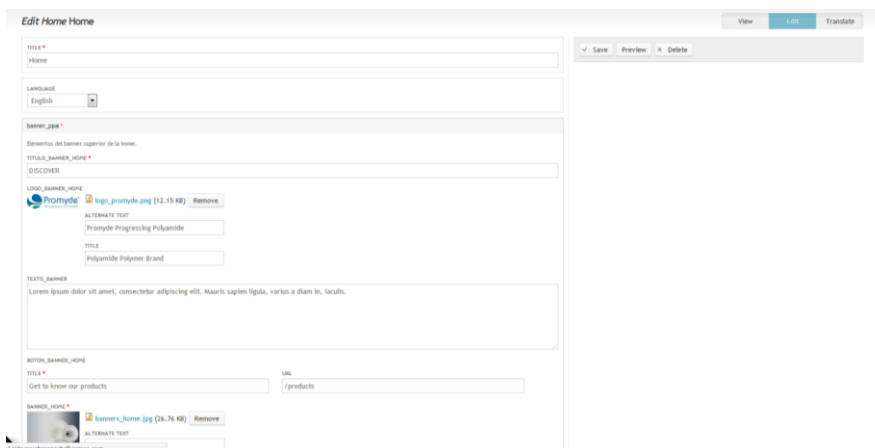 Edit Home Home
View Edit Translate
TITLE *
Home
✓ Save Preview × Delete
LANGUAGE
English
banner_ppal *
Elementos del banner superior de la home.
TITULO_BANNER_HOME *
DISCOVER
LOGO_BANNER_HOME
Promyde
logo_promyde.png (12.15 KB) Remove
ALTERNATE TEXT
Promyde Progressing Polyamide
TITLE
Polyamide Polymer Brand
TEXTO_BANNER
Lorem ipsum dolor sit amet, consectetur adipiscing elit. Mauris sapien ligula, varius a diam in, iaculis.
BOTON_BANNER_HOME
TITLE * URL
Get to know our products /products
BANNER_HOME *
banners_home.jpg (26.76 KB) Remove
ALTERNATE TEXT